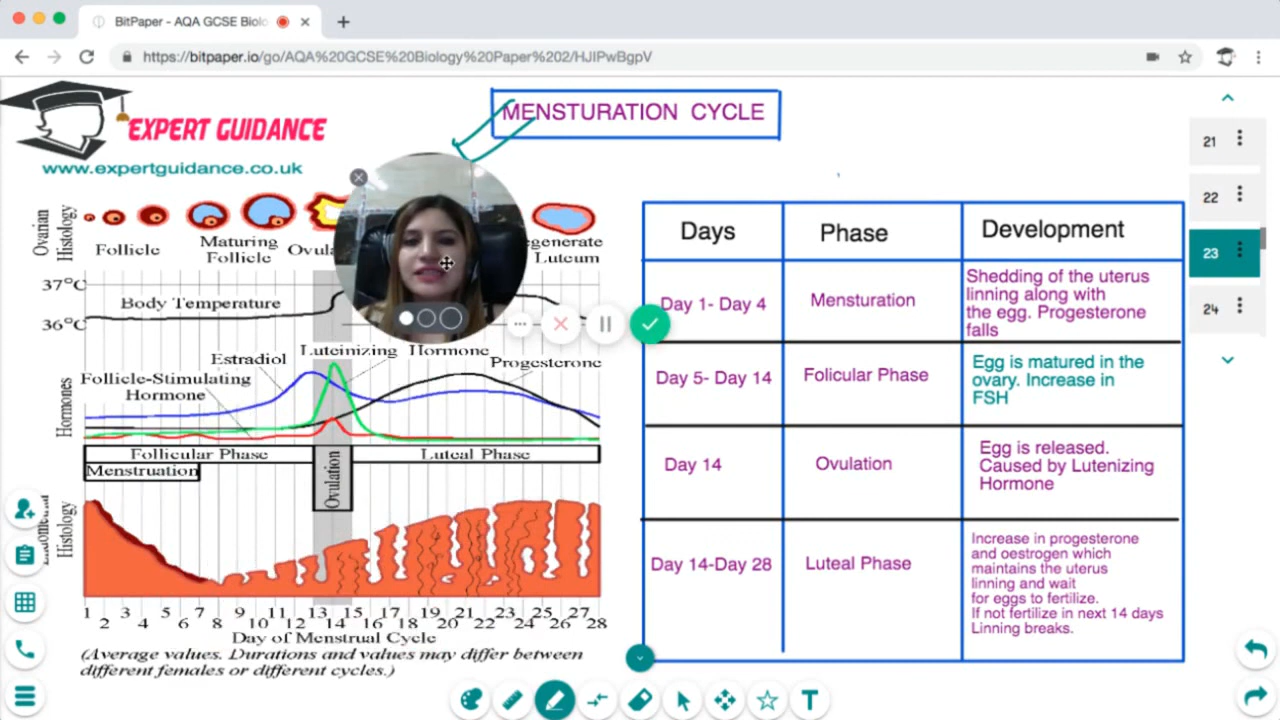 BitPaper - AQA GCSE Biolo
https://bitpaper.io/go/AQA%20GCSE%20Biology%20Paper%202/HJIPwBgpV
EXPERT GUIDANCE
www.expertguidance.co.uk
MENSTURATION CYCLE
Ovarian
Histology
Follicle
Maturing
Follicle
Ovula
egenerate
Luteum
37°C
Body Temperature
36°C
Hormones
Estradiol
Luteinizing Hormone
Progesterone
Follicle-Stimulating
Hormone
Follicular Phase
Luteal Phase
Menstruation
Ovulation
Histology
1 3 5 7 9 11 13 15 17 19 21 23 25 27
2 4 6 8 10 12 14 16 18 20 22 24 26 28
Day of Menstrual Cycle
(Average values. Durations and values may differ between
different females or different cycles.)
Days
Phase
Development
Day 1- Day 4
Mensturation
Shedding of the uterus
linning along with
the egg. Progesterone
falls
Day 5- Day 14
Folicular Phase
Egg is matured in the
ovary. Increase in
FSH
Day 14
Ovulation
Egg is released.
Caused by Lutenizing
Hormone
Day 14-Day 28
Luteal Phase
Increase in progesterone
and oestrogen which
maintains the uterus
linning and wait
for eggs to fertilize.
If not fertilize in next 14 days
Linning breaks.
21
22
23
24
T